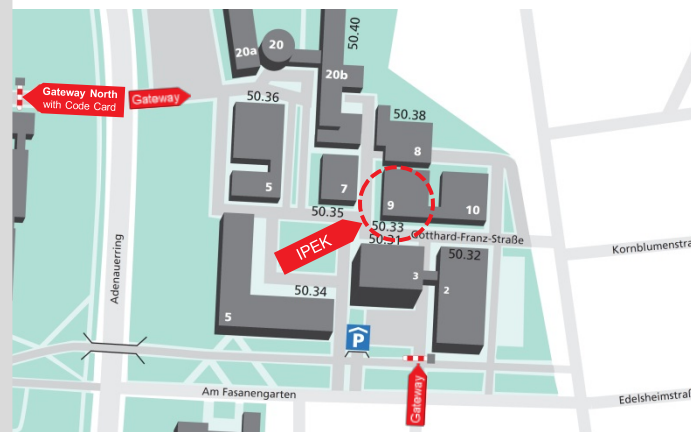 50.40
20
20a
20b
Gateway North
with Code Card
Gateway
50.36
50.38
8
5
7
9
10
50.35
50.33
50.31
Gotthard-Franz-Straße
IPEK
Kornblumenstra
50.32
Adenauerring
3
2
50.34
5
P
Gateway
Am Fasanengarten
Edelsheimstraß